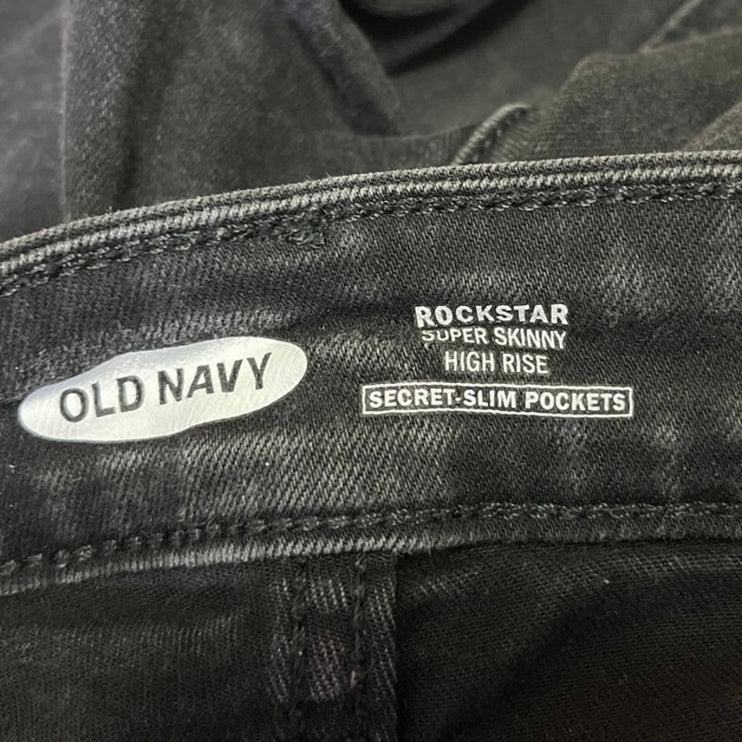 OLD NAVY
ROCKSTAR
SUPER SKINNY
HIGH RISE
SECRET-SLIM POCKETS